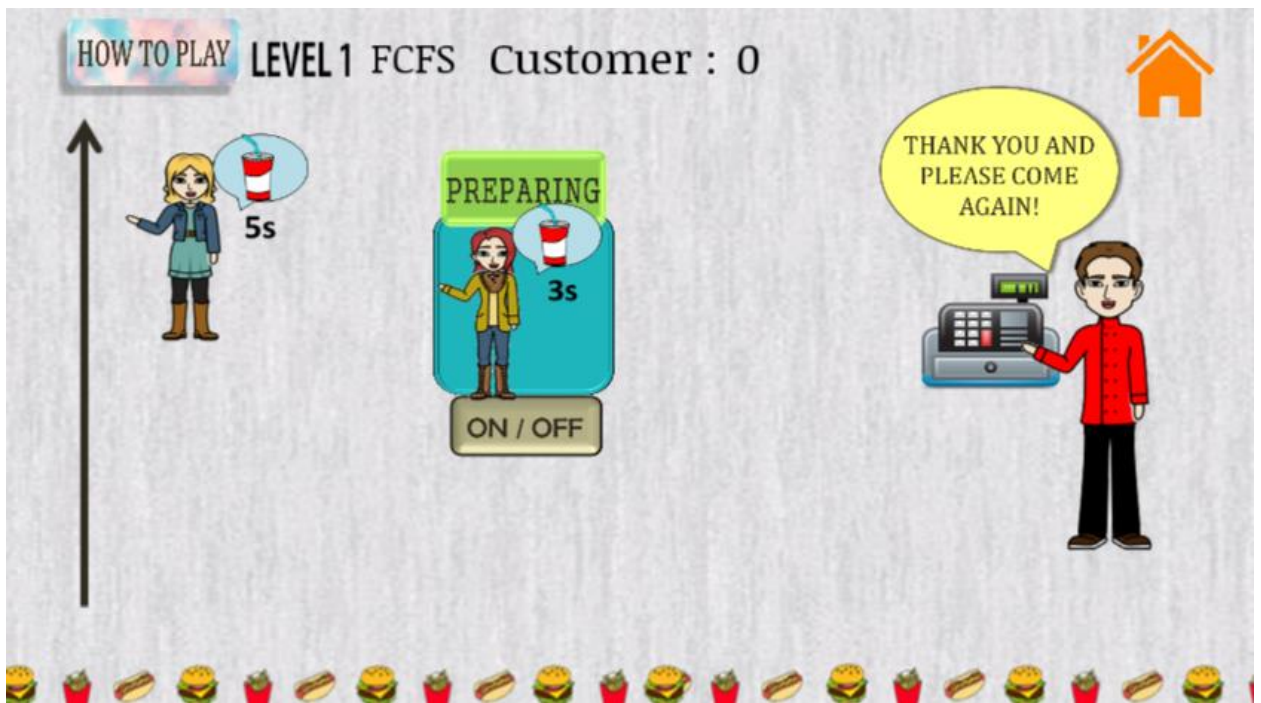 HOW TO PLAY
LEVEL 1 FCFS Customer : 0
THANK YOU AND
PLEASE COME
AGAIN!
5s
PREPARING
3s
ON / OFF